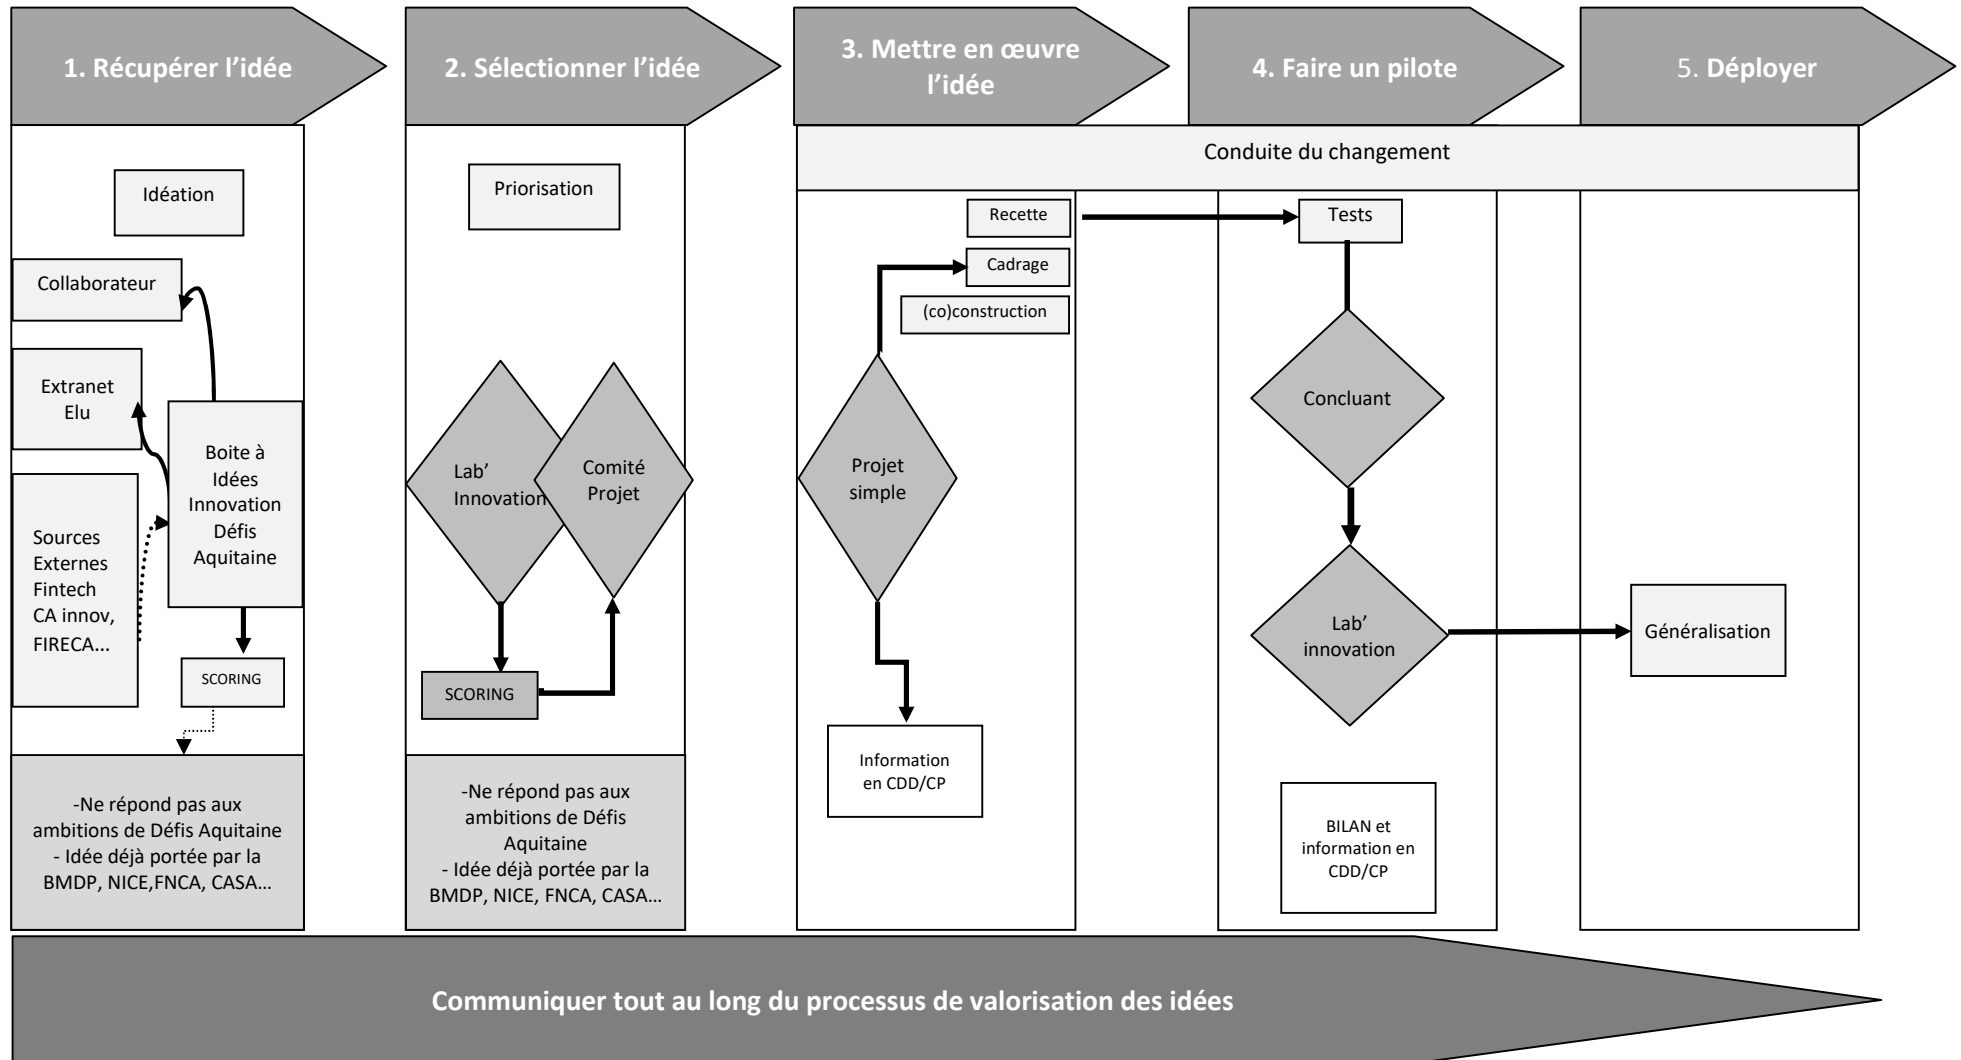 1. Récupérer l’idée
2. Sélectionner l’idée
3. Mettre en œuvre
l’idée
4. Faire un pilote
5. Déployer
Conduite du changement
Idéation
Collaborateur
Extranet
Elu
Boite à
Idées
Innovation
Défis
Aquitaine
Sources
Externes
Fintech
CA innov,
FIRECA...
SCORING
-Ne répond pas aux
ambitions de Défis Aquitaine
- Idée déjà portée par la
BMDP, NICE,FNCA, CASA…
Priorisation
Lab’
Innovation
Comité
Projet
SCORING
-Ne répond pas aux
ambitions de Défis
Aquitaine
- Idée déjà portée par la
BMDP, NICE, FNCA, CASA…
Recette
Cadrage
(co)construction
Projet
simple
Information
en CDD/CP
Tests
Concluant
Lab’
innovation
BILAN et
information en
CDD/CP
Généralisation
Communiquer tout au long du processus de valorisation des idées